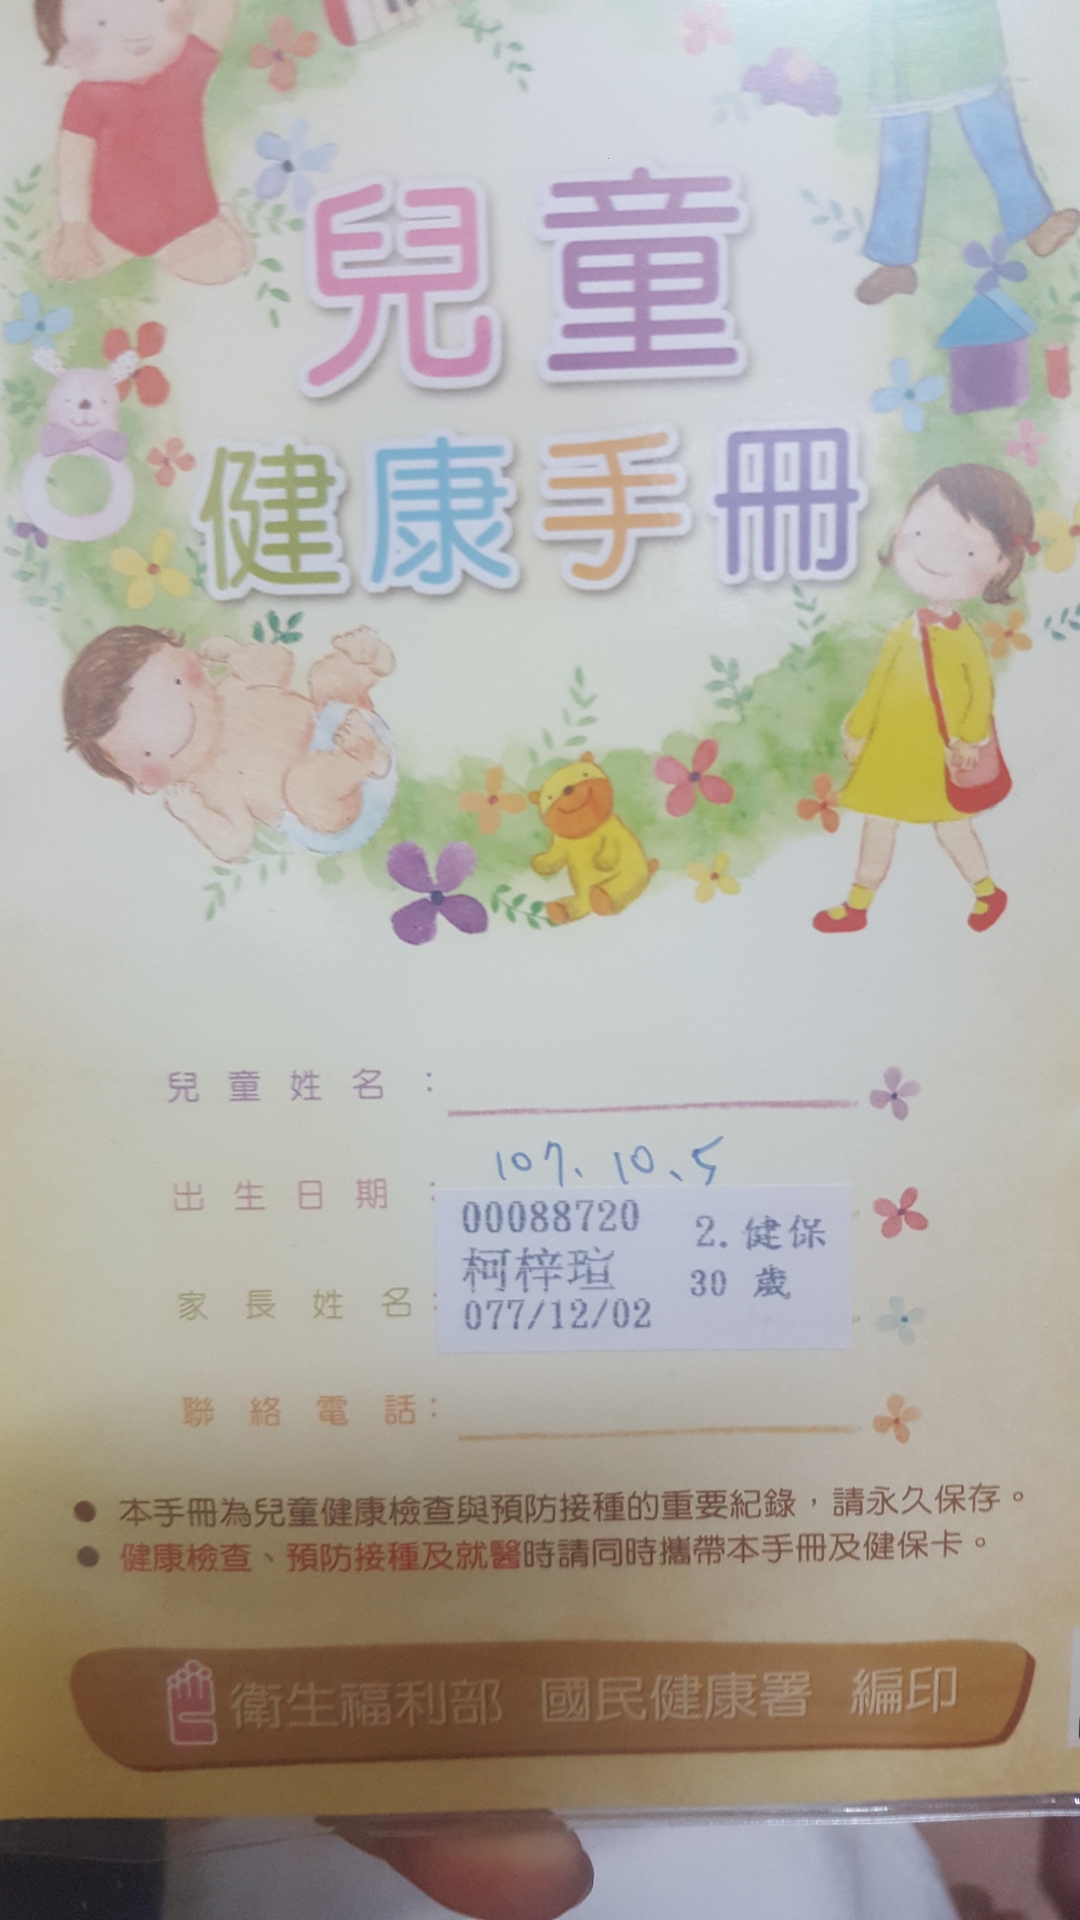 兒童
健康手冊
兒童姓名：
107.10.5
出生日期：
00088720 2.健保
柯梓瑄 30 歲
077/12/02
家長姓名：
聯絡電話：
● 本手冊為兒童健康檢查與預防接種的重要紀錄，請永久保存。
● 健康檢查、預防接種及就醫時請同時攜帶本手冊及健保卡。
衛生福利部 國民健康署 編印